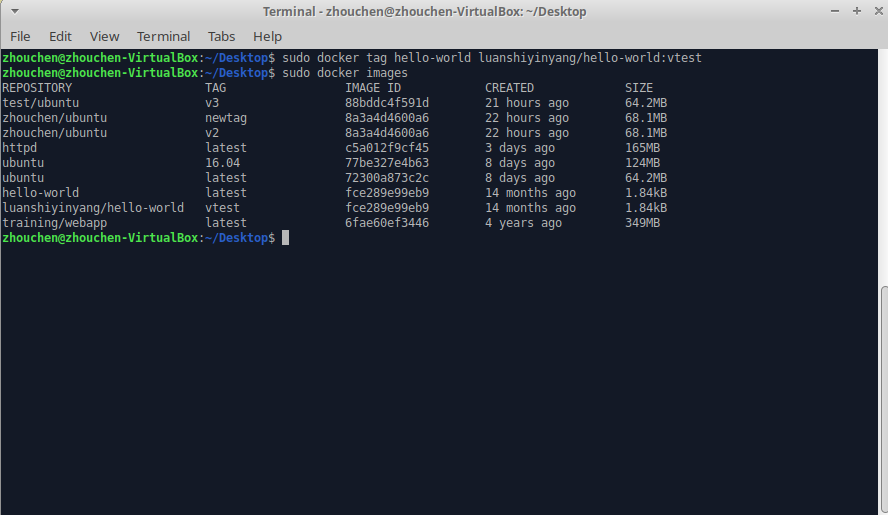 Terminal - zhouchen@zhouchen-VirtualBox: ~/Desktop
File Edit View Terminal Tabs Help
zhouchen@zhouchen-VirtualBox:~/Desktop$ sudo docker tag hello-world luanshiyinyang/hello-world:vtest
zhouchen@zhouchen-VirtualBox:~/Desktop$ sudo docker images
REPOSITORY TAG IMAGE ID CREATED SIZE
test/ubuntu v3 88bddc4f591d 21 hours ago 64.2MB
zhouchen/ubuntu newtag 8a3a4d4600a6 22 hours ago 68.1MB
zhouchen/ubuntu v2 8a3a4d4600a6 22 hours ago 68.1MB
httpd latest c5a012f9cf45 3 days ago 165MB
ubuntu 16.04 77be327e4b63 8 days ago 124MB
ubuntu latest 72300a873c2c 8 days ago 64.2MB
hello-world latest fce289e99eb9 14 months ago 1.84kB
luanshiyinyang/hello-world vtest fce289e99eb9 14 months ago 1.84kB
training/webapp latest 6fae60ef3446 4 years ago 349MB
zhouchen@zhouchen-VirtualBox:~/Desktop$